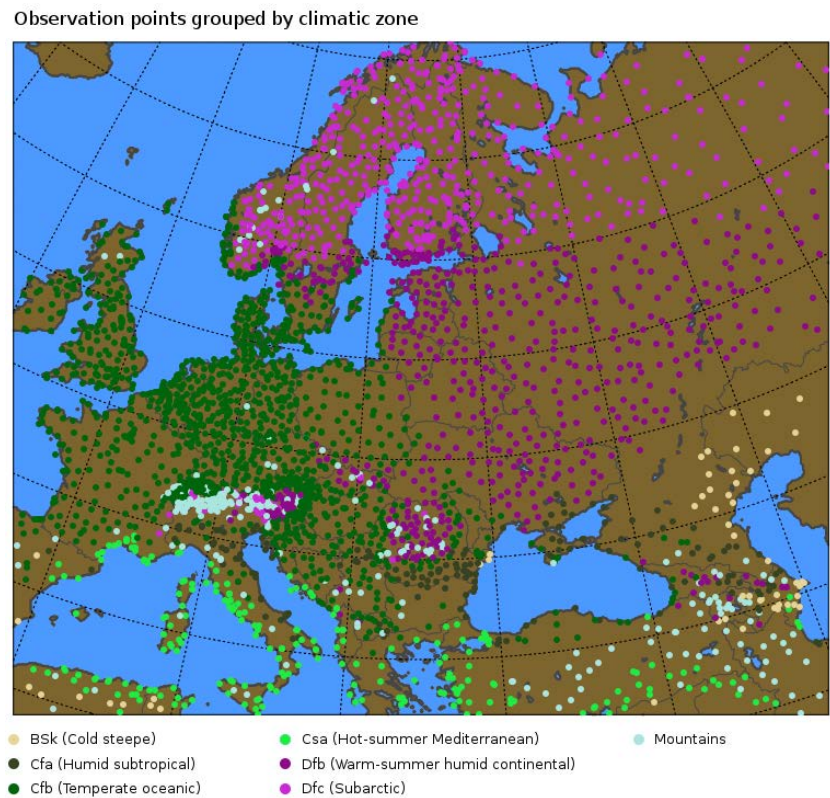 Observation points grouped by climatic zone
BSk (Cold steepe)
Csa (Hot-summer Mediterranean)
Mountains
Cfa (Humid subtropical)
Dfb (Warm-summer humid continental)
Cfb (Temperate oceanic)
Dfc (Subarctic)